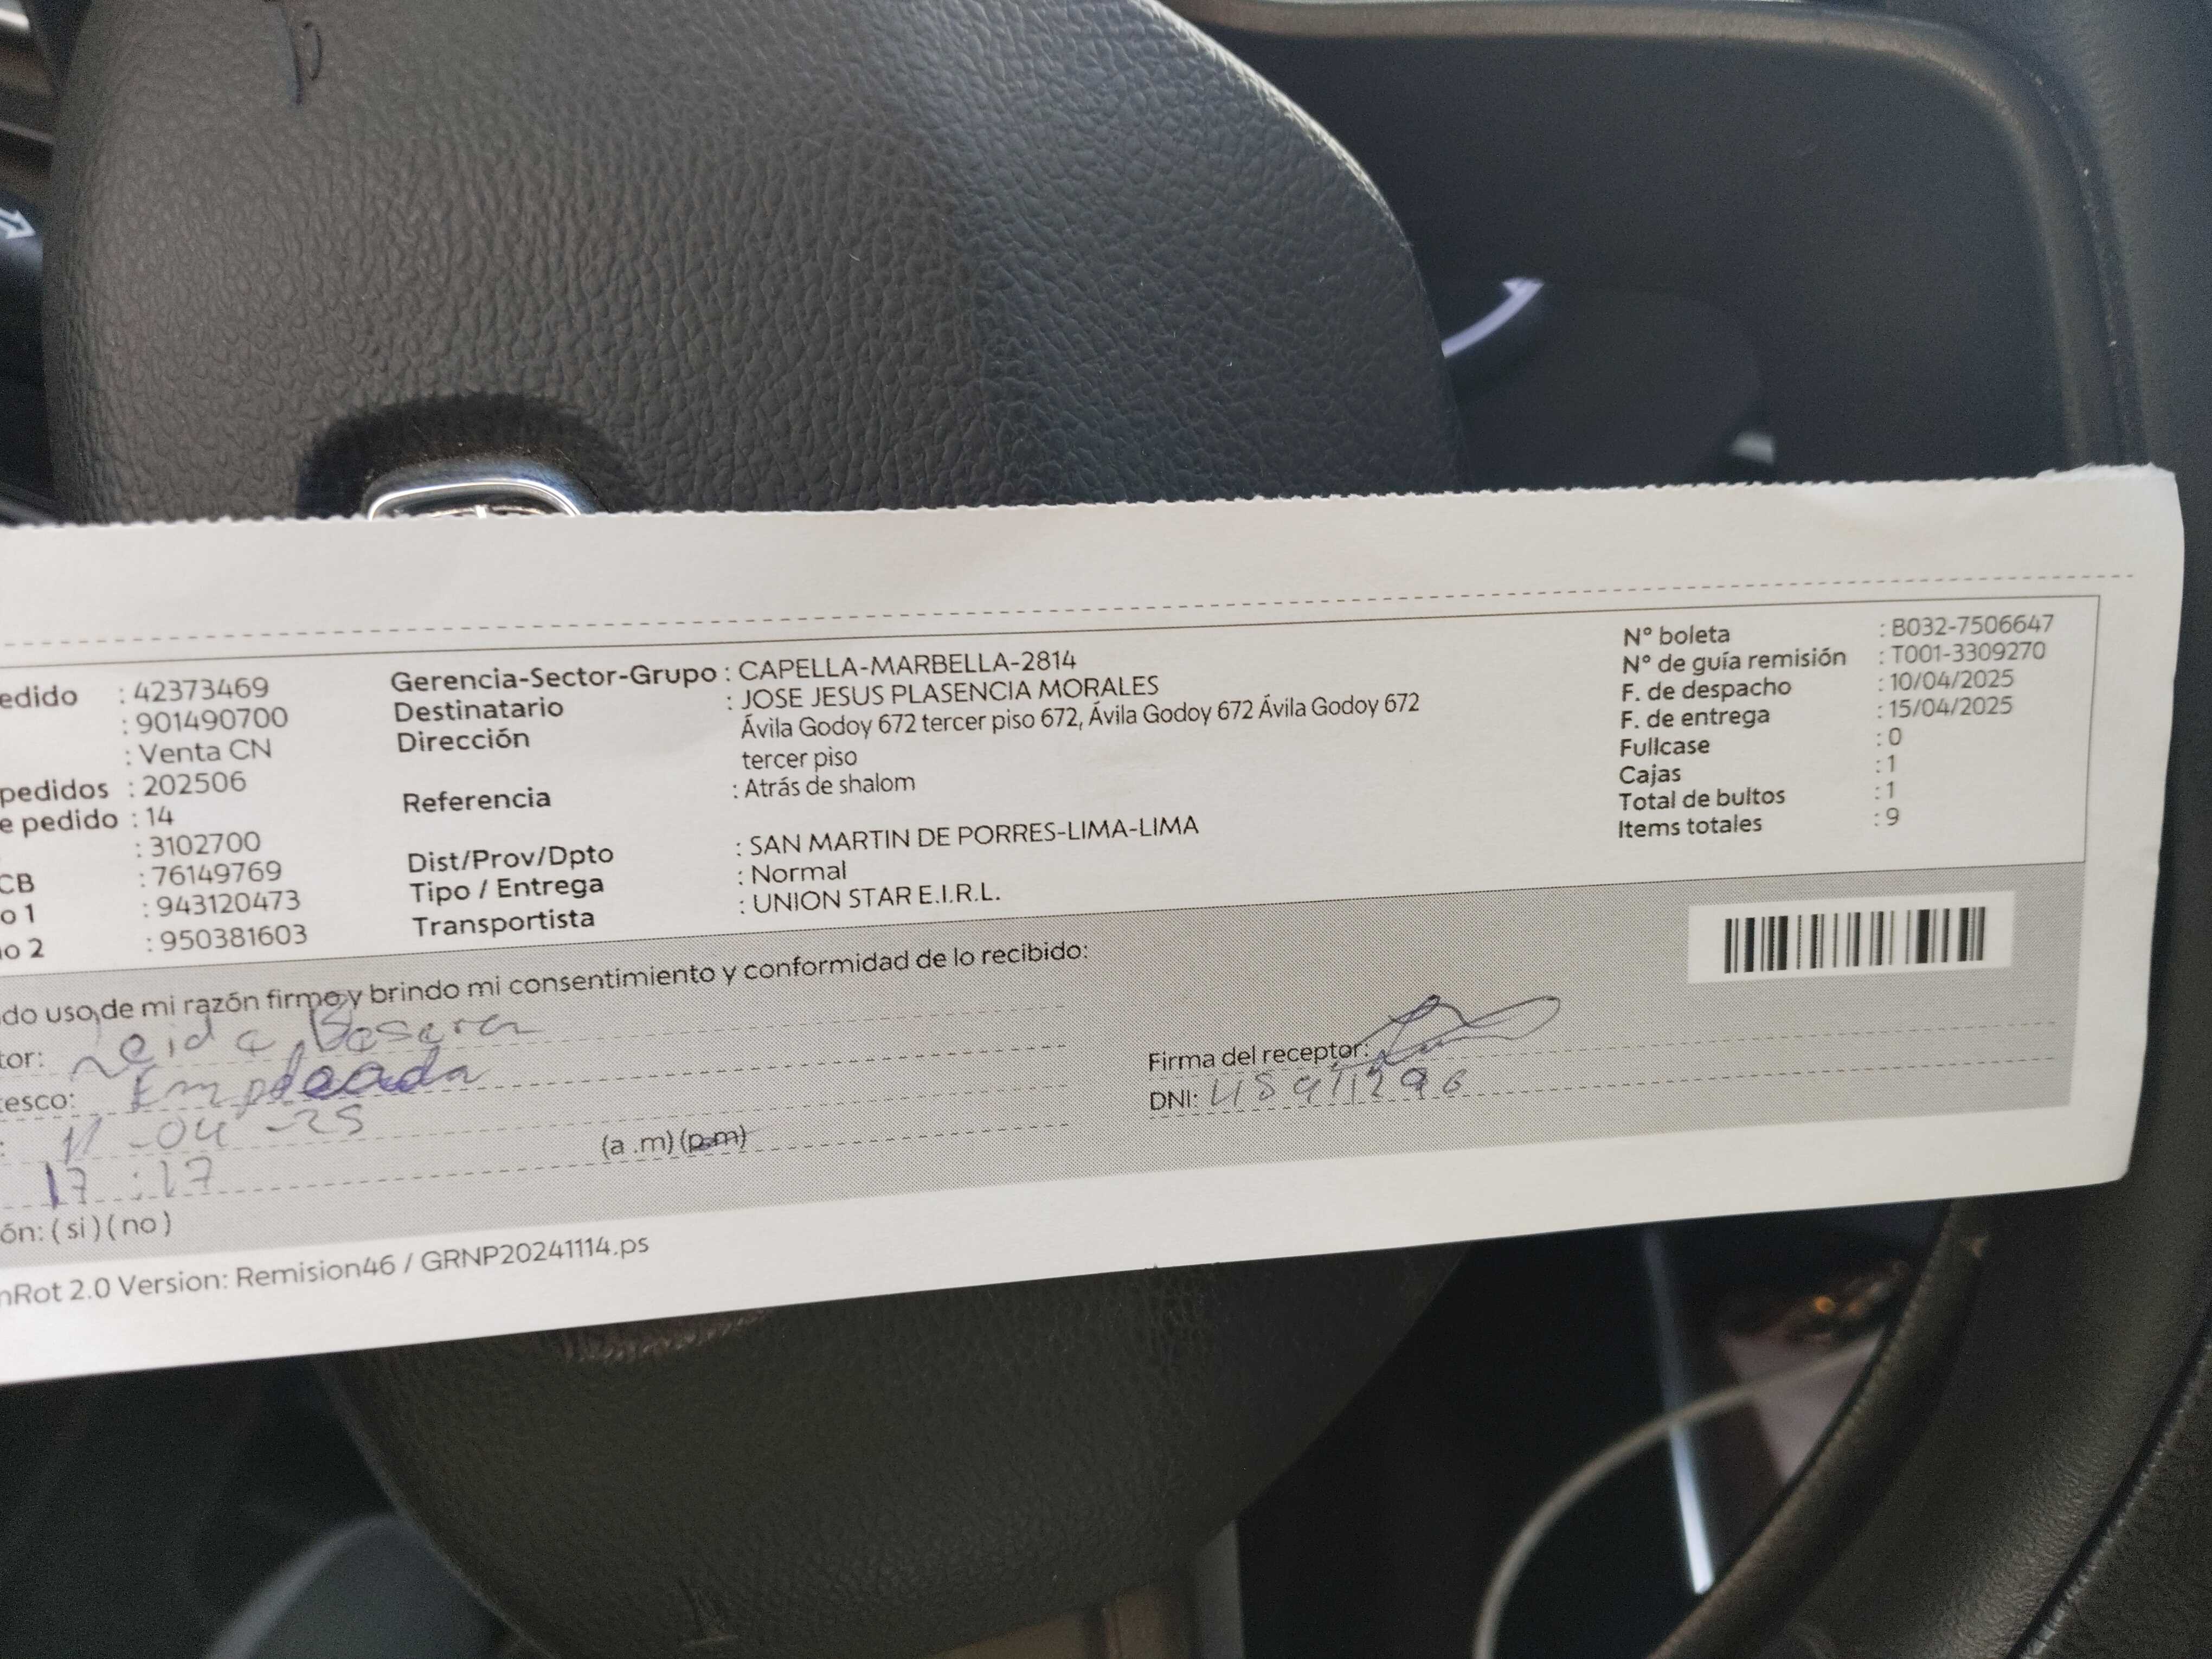 edido : 42373469
: 901490700
: Venta CN
pedidos : 202506
e pedido : 14
: 3102700
CB : 76149769
o 1 : 943120473
no 2 : 950381603
Gerencia-Sector-Grupo : CAPELLA-MARBELLA-2814
Destinatario : JOSE JESUS PLASENCIA MORALES
Dirección Ávila Godoy 672 tercer piso 672, Ávila Godoy 672 Ávila Godoy 672
tercer piso
Referencia : Atrás de shalom
Dist/Prov/Dpto : SAN MARTIN DE PORRES-LIMA-LIMA
Tipo / Entrega : Normal
Transportista : UNION STAR E.I.R.L.
N° boleta : B032-7506647
N° de guía remisión : T001-3309270
F. de despacho : 10/04/2025
F. de entrega : 15/04/2025
Fullcase : 0
Cajas : 1
Total de bultos : 1
Items totales : 9
do uso de mi razón firmo y brindo mi consentimiento y conformidad de lo recibido:
tor:
tesco: Empleada
: 11-04-25
17:17 (a .m) (p.m)
ón: ( si ) ( no )
Firma del receptor:
DNI:
nRot 2.0 Version: Remision46 / GRNP20241114.ps